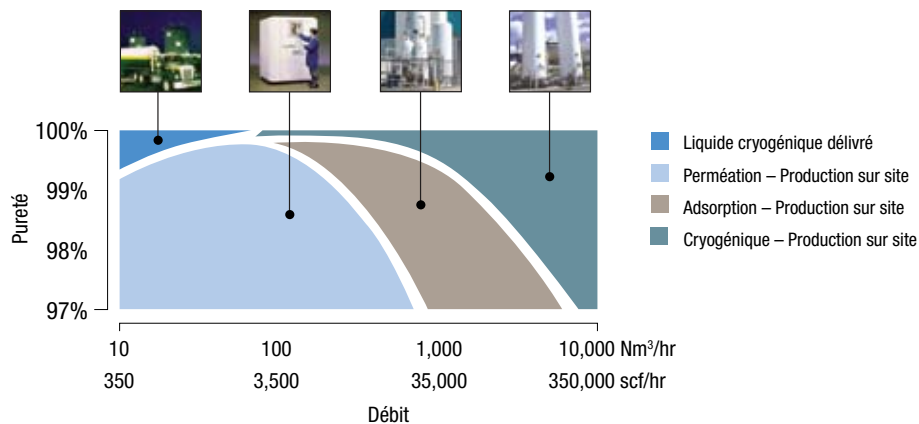 100%
99%
98%
97%
Pureté
10
100
1,000
10,000 Nm³/hr
350
3,500
35,000
350,000 scf/hr
Débit
Liquide cryogénique délivré
Perméation – Production sur site
Adsorption – Production sur site
Cryogénique – Production sur site